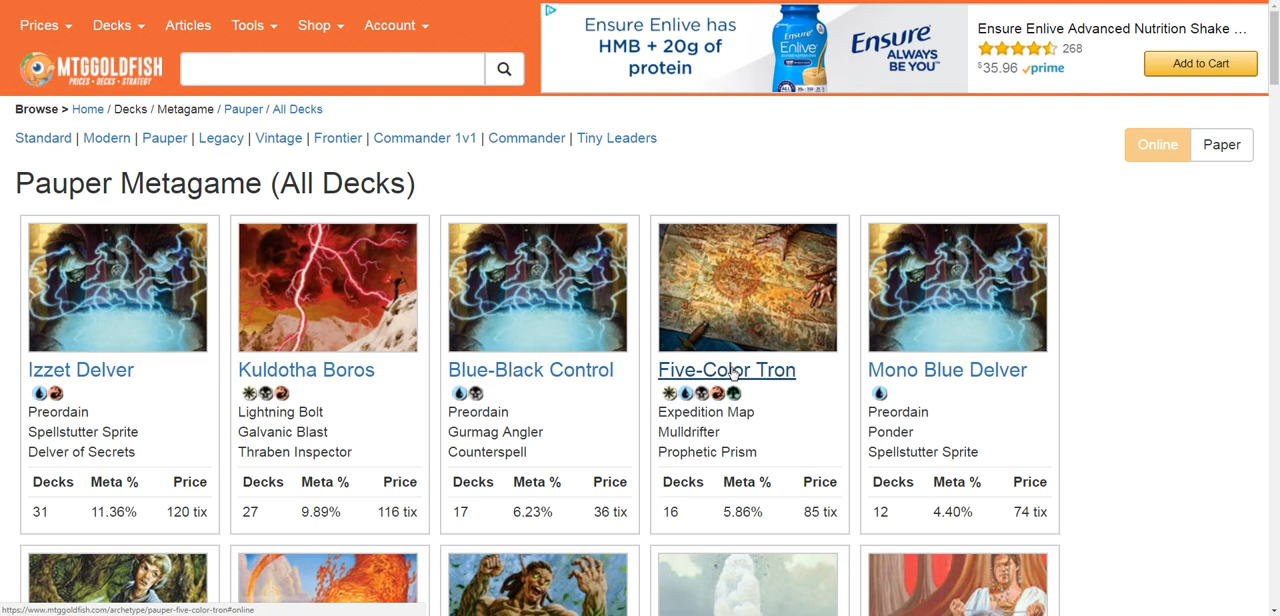 Prices Decks Articles Tools Shop Account
MTGGOLDFISH
PRICES • DECKS • STRATEGY
Ensure Enlive has
HMB + 20g of
protein
Ensure
Enlive
Ensure
ALWAYS
BE YOU™
Ensure Enlive Advanced Nutrition Shake ...
268
$35.96 prime
Add to Cart
Browse > Home / Decks / Metagame / Pauper / All Decks
Standard | Modern | Pauper | Legacy | Vintage | Frontier | Commander 1v1 | Commander | Tiny Leaders
Online Paper
Pauper Metagame (All Decks)
Izzet Delver
Preordain
Spellstutter Sprite
Delver of Secrets
Decks Meta % Price
31 11.36% 120 tix
Kuldotha Boros
Lightning Bolt
Galvanic Blast
Thraben Inspector
Decks Meta % Price
27 9.89% 116 tix
Blue-Black Control
Preordain
Gurmag Angler
Counterspell
Decks Meta % Price
17 6.23% 36 tix
Five-Color Tron
Expedition Map
Mulldrifter
Prophetic Prism
Decks Meta % Price
16 5.86% 85 tix
Mono Blue Delver
Preordain
Ponder
Spellstutter Sprite
Decks Meta % Price
12 4.40% 74 tix
https://www.mtggoldfish.com/archetype/pauper-five-color-tron#online